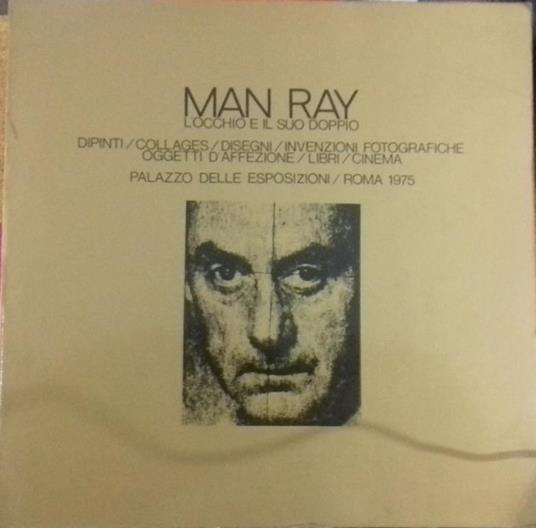 MAN RAY
L'OCCHIO E IL SUO DOPPIO
DIPINTI/COLLAGES/DISEGNI/INVENZIONI FOTOGRAFICHE
OGGETTI D'AFFEZIONE/LIBRI/CINEMA
PALAZZO DELLE ESPOSIZIONI/ROMA 1975